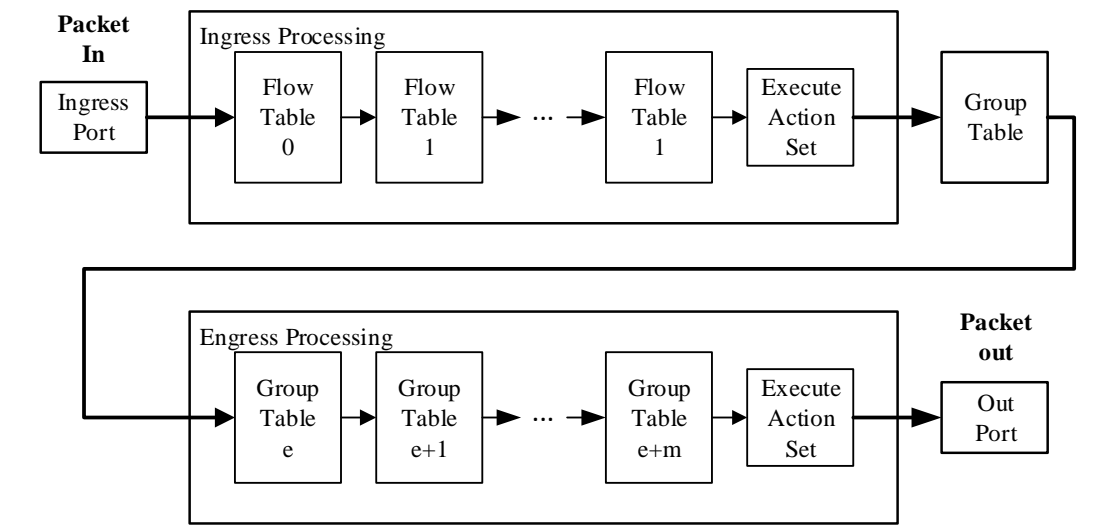 Packet
In
Ingress
Port
Ingress Processing
Flow
Table
0
Flow
Table
1
...
Flow
Table
1
Execute
Action
Set
Group
Table
Engress Processing
Group
Table
e
Group
Table
e+1
...
Group
Table
e+m
Execute
Action
Set
Packet
out
Out
Port